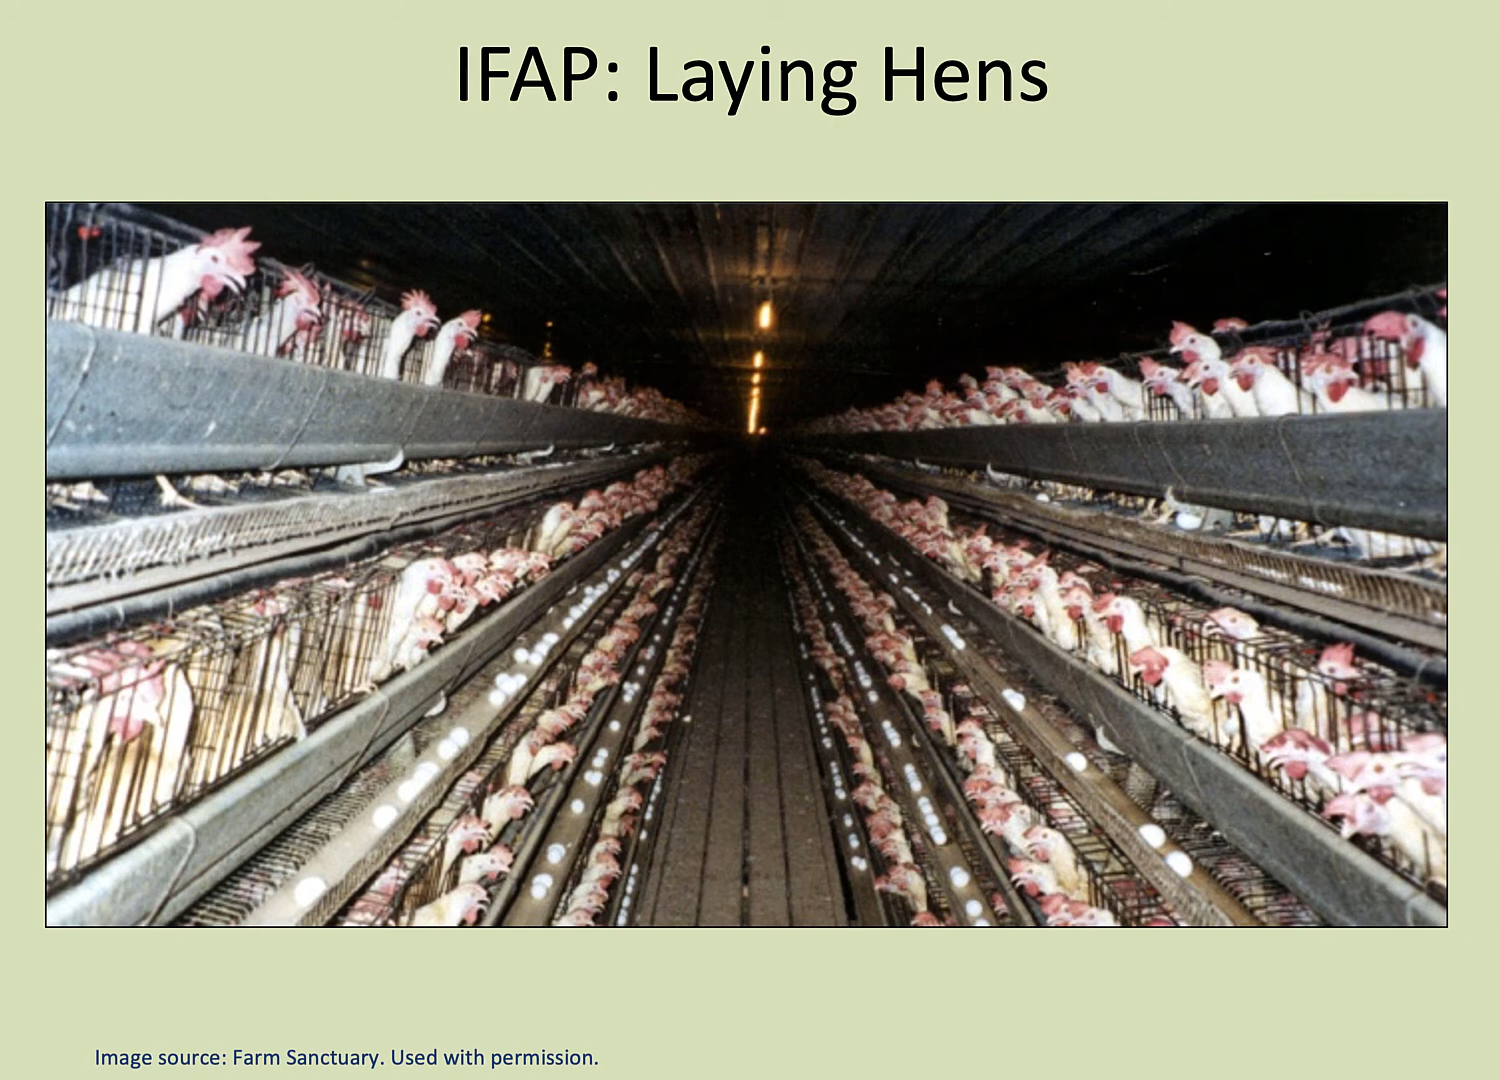 IFAP: Laying Hens
Image source: Farm Sanctuary. Used with permission.